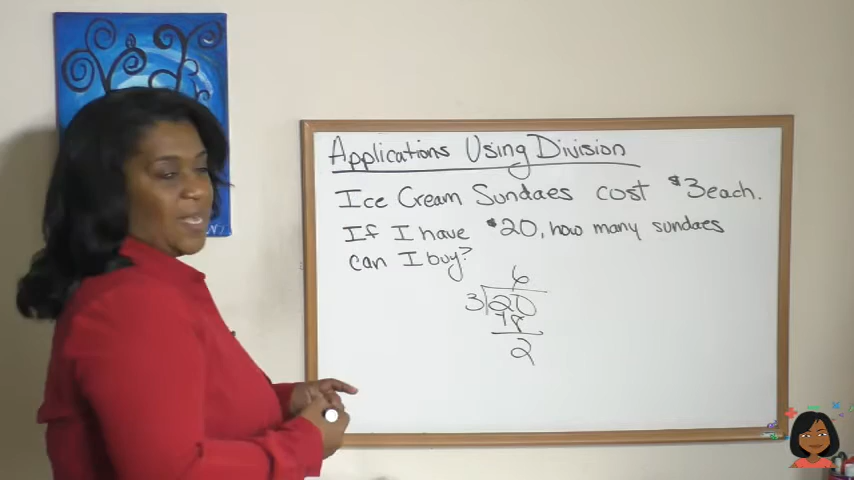 Applications Using Division
Ice Cream Sundaes cost $3 each.
If I have $20, how many sundaes
can I buy?
6
3 20
18
2